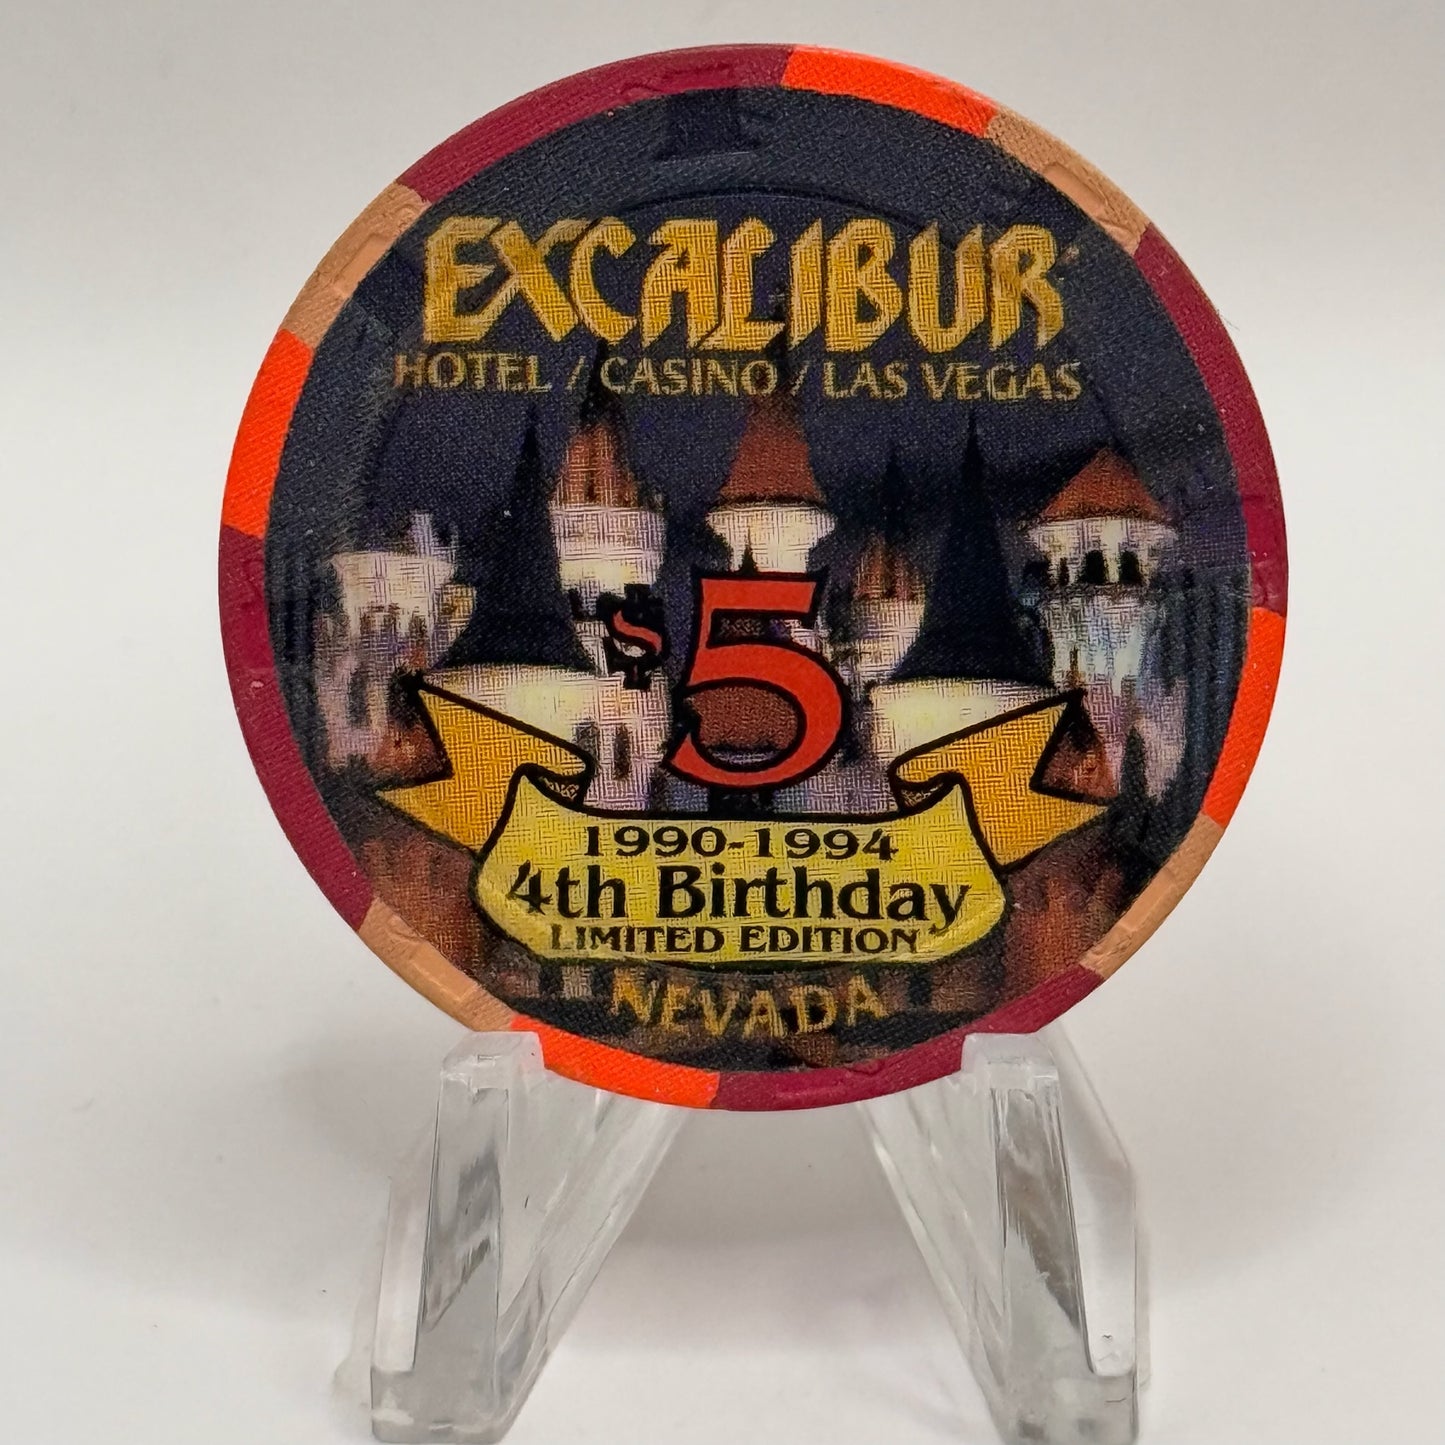 EXCALIBUR
HOTEL / CASINO / LAS VEGAS
$5
1990-1994
4th Birthday
LIMITED EDITION
NEVADA